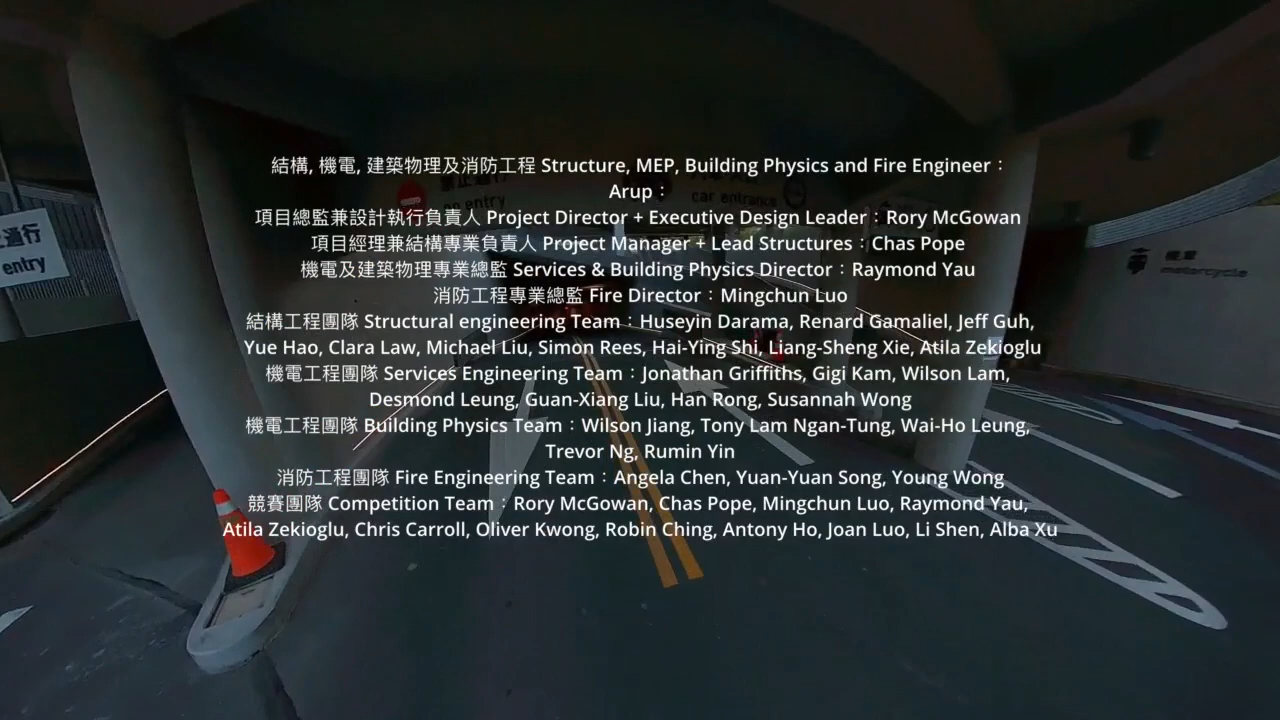 結構, 機電, 建築物理及消防工程 Structure, MEP, Building Physics and Fire Engineer：
Arup：
項目總監兼設計執行負責人 Project Director + Executive Design Leader：Rory McGowan
項目經理兼結構專業負責人 Project Manager + Lead Structures：Chas Pope
機電及建築物理專業總監 Services & Building Physics Director：Raymond Yau
消防工程專業總監 Fire Director：Mingchun Luo
結構工程團隊 Structural engineering Team：Huseyin Darama, Renard Gamaliel, Jeff Guh,
Yue Hao, Clara Law, Michael Liu, Simon Rees, Hai-Ying Shi, Liang-Sheng Xie, Atila Zekioglu
機電工程團隊 Services Engineering Team：Jonathan Griffiths, Gigi Kam, Wilson Lam,
Desmond Leung, Guan-Xiang Liu, Han Rong, Susannah Wong
機電工程團隊 Building Physics Team：Wilson Jiang, Tony Lam Ngan-Tung, Wai-Ho Leung,
Trevor Ng, Rumin Yin
消防工程團隊 Fire Engineering Team：Angela Chen, Yuan-Yuan Song, Young Wong
競賽團隊 Competition Team：Rory McGowan, Chas Pope, Mingchun Luo, Raymond Yau,
Atila Zekioglu, Chris Carroll, Oliver Kwong, Robin Ching, Antony Ho, Joan Luo, Li Shen, Alba Xu
通行
entry
no entry
car entrance
機車
motorcycle